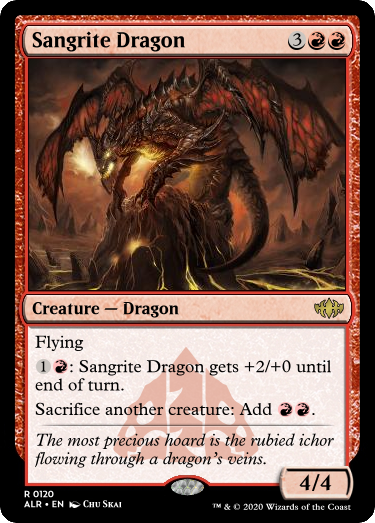 Sangrite Dragon 3
Creature — Dragon
Flying
1: Sangrite Dragon gets +2/+0 until
end of turn.
Sacrifice another creature: Add .
The most precious hoard is the rubied ichor
flowing through a dragon's veins.
4/4
R 0120
ALR • EN Chu Skai
™ & © 2020 Wizards of the Coast